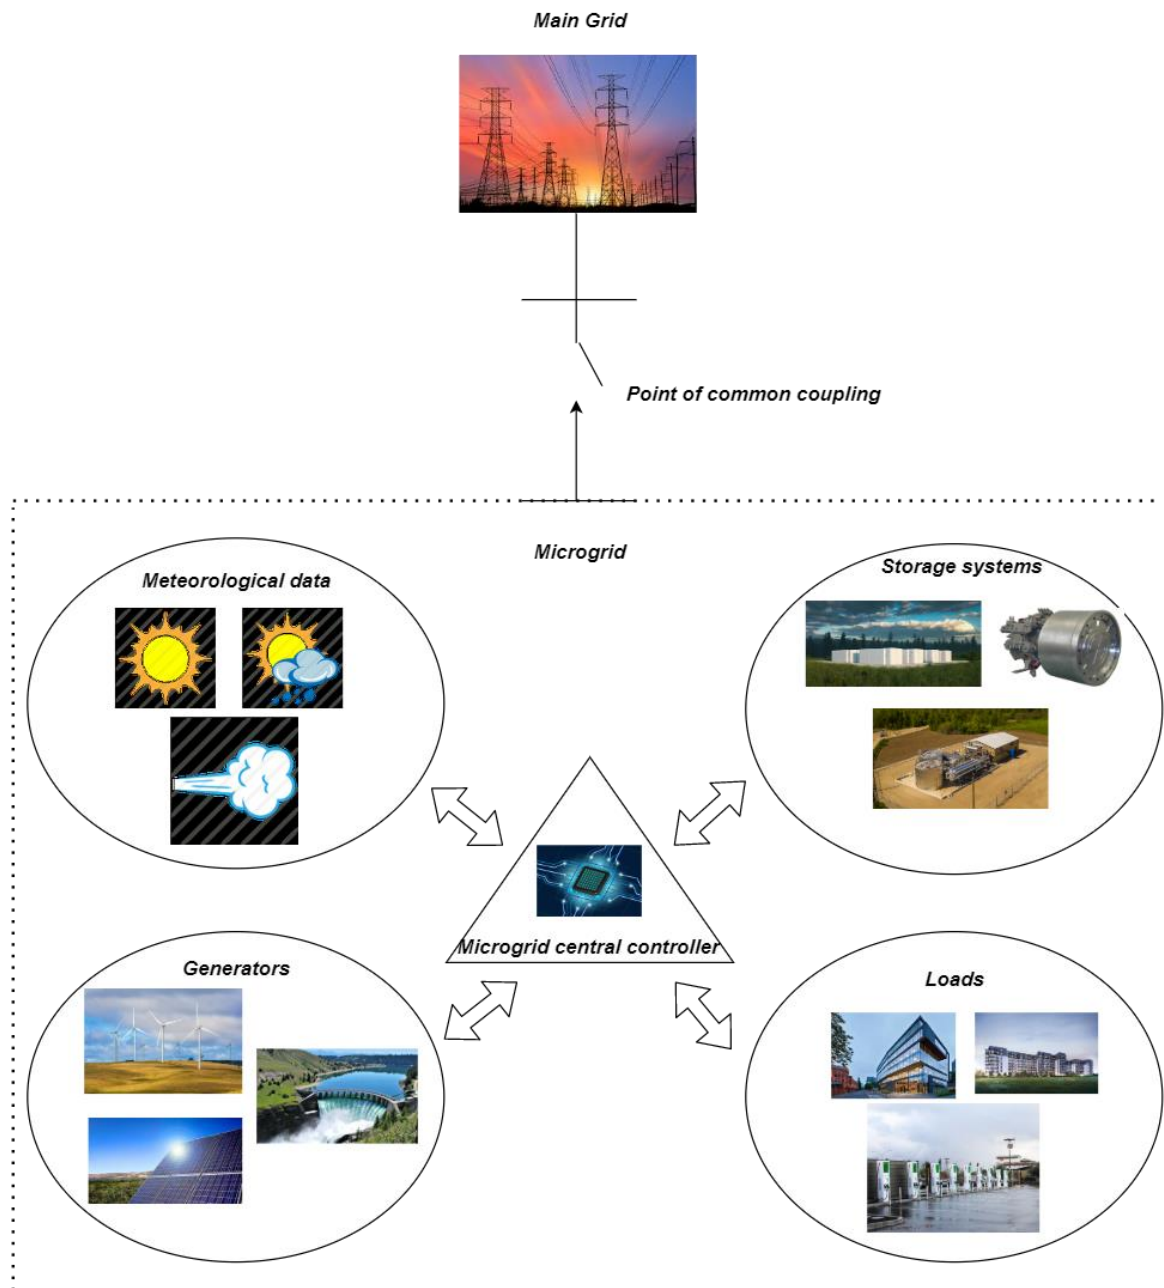 Main Grid
Point of common coupling
Microgrid
Meteorological data
Storage systems
Microgrid central controller
Generators
Loads